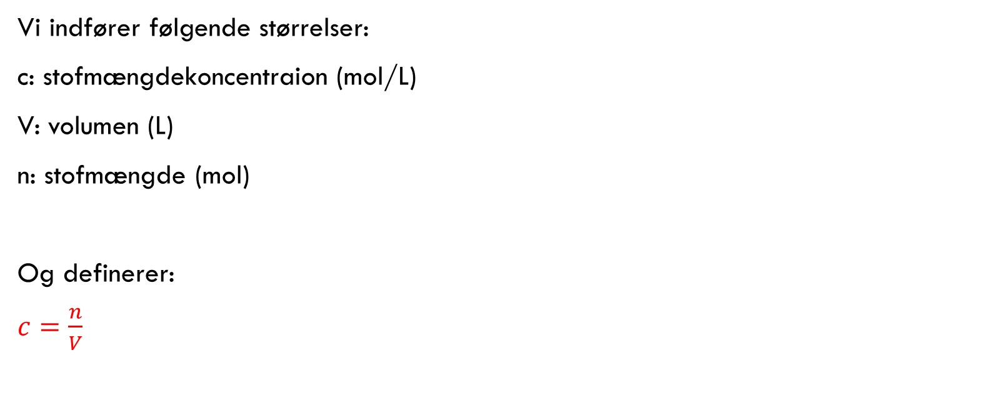 Vi indfører følgende størrelser:
c: stofmængdekoncentraion (mol/L)
V: volumen (L)
n: stofmængde (mol)
Og definerer:
c = n/V